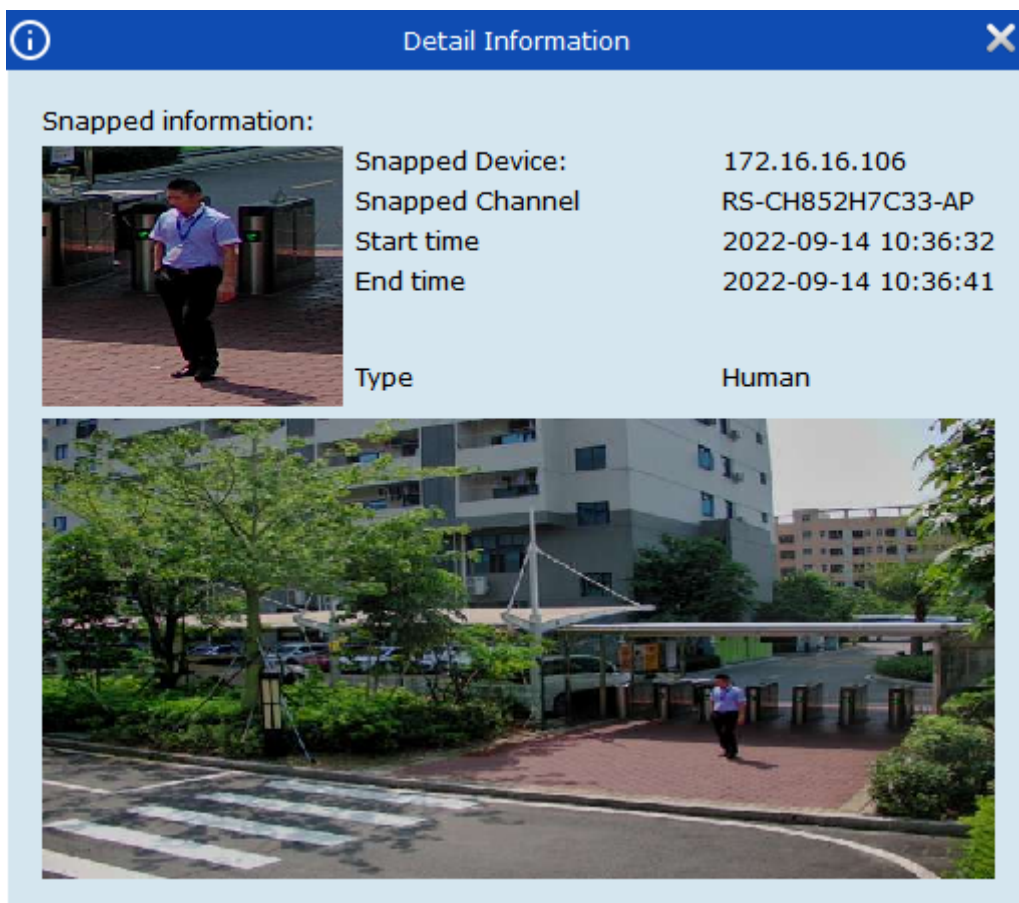 Detail Information
Snapped information:
Snapped Device: 172.16.16.106
Snapped Channel RS-CH852H7C33-AP
Start time 2022-09-14 10:36:32
End time 2022-09-14 10:36:41
Type Human